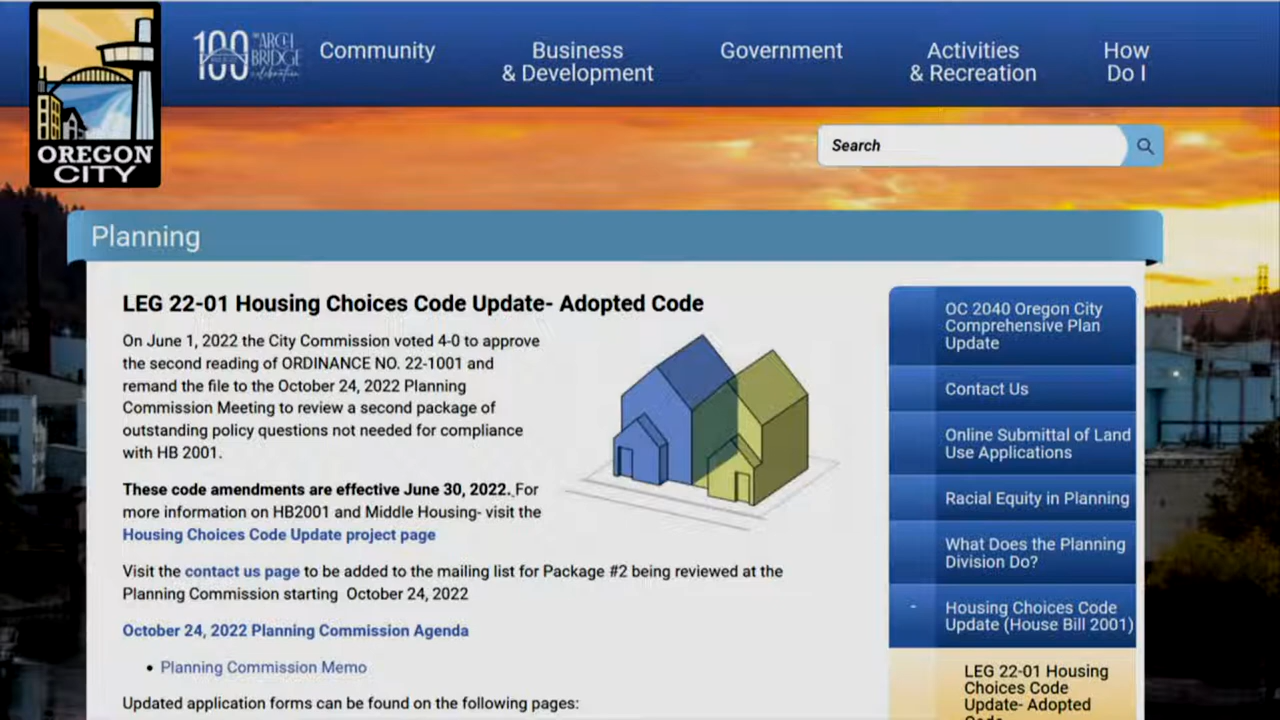 100 The ARCH BRIDGE celebration
Community
Business
& Development
Government
Activities
& Recreation
How
Do I
OREGON
CITY
Search
Planning
LEG 22-01 Housing Choices Code Update- Adopted Code
On June 1, 2022 the City Commission voted 4-0 to approve
the second reading of ORDINANCE NO. 22-1001 and
remand the file to the October 24, 2022 Planning
Commission Meeting to review a second package of
outstanding policy questions not needed for compliance
with HB 2001.
These code amendments are effective June 30, 2022. For
more information on HB2001 and Middle Housing- visit the
Housing Choices Code Update project page
Visit the contact us page to be added to the mailing list for Package #2 being reviewed at the
Planning Commission starting October 24, 2022
October 24, 2022 Planning Commission Agenda
• Planning Commission Memo
Updated application forms can be found on the following pages:
OC 2040 Oregon City
Comprehensive Plan
Update
Contact Us
Online Submittal of Land
Use Applications
Racial Equity in Planning
What Does the Planning
Division Do?
- Housing Choices Code
Update (House Bill 2001)
LEG 22-01 Housing
Choices Code
Update- Adopted